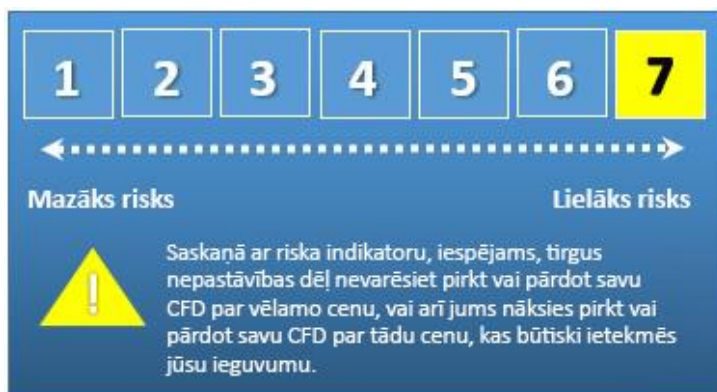 1 2 3 4 5 6 7
Mazāks risks Lielāks risks
!
Saskaņā ar riska indikatoru, iespējams, tirgus
nepastāvības dēļ nevarēsiet pirkt vai pārdot savu
CFD par vēlamo cenu, vai arī jums nāksies pirkt vai
pārdot savu CFD par tādu cenu, kas būtiski ietekmēs
jūsu ieguvumu.